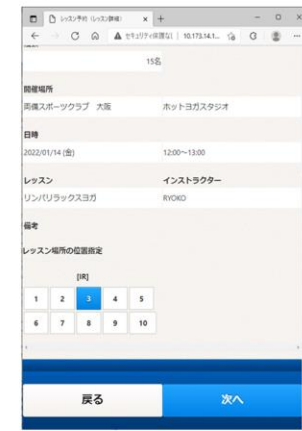 レッスン予約 (レッスン詳細)
セキュリティ保護なし | 10.173.14.1...
15名
開催場所
両備スポーツクラブ 大阪 ホットヨガスタジオ
日時
2022/01/14 (金) 12:00～13:00
レッスン インストラクター
リンパリラックスヨガ RYOKO
備考
レッスン場所の位置指定
[IR]
1 2 3 4 5
6 7 8 9 10
戻る 次へ